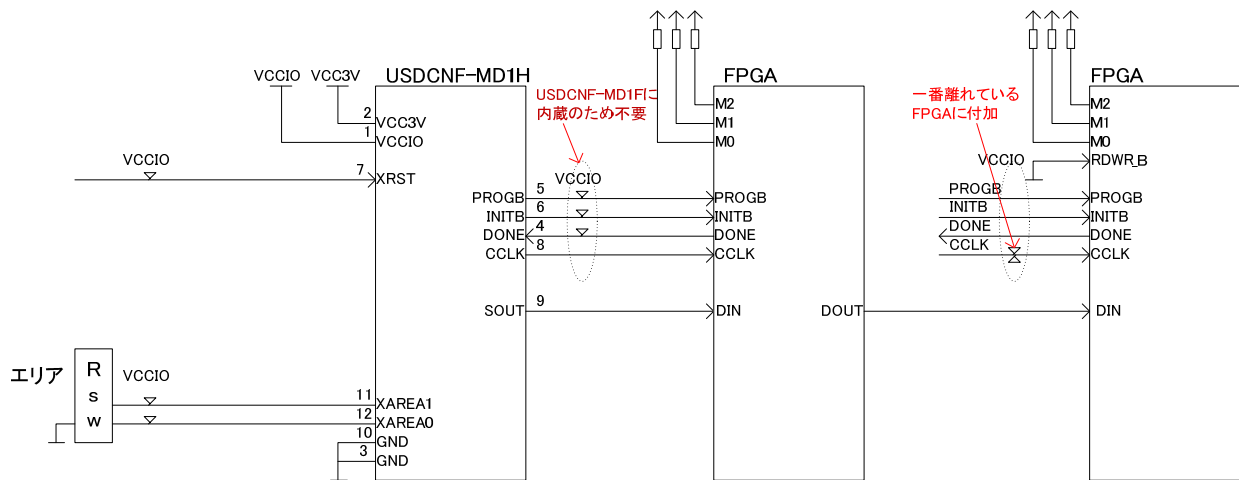 USDCNF-MD1H
FPGA
FPGA
VCCIO
VCC3V
USDCNF-MD1Fに
内蔵のため不要
一番離れている
FPGAに付加
2
VCC3V
1
VCCIO
M2
M1
M0
M2
M1
M0
VCCIO
7
XRST
VCCIO
VCCIO
RDWR_B
PROGB
5
PROGB
PROGB
PROGB
INITB
6
INITB
INITB
INITB
DONE
4
DONE
DONE
DONE
CCLK
8
CCLK
CCLK
CCLK
SOUT
9
DIN
DOUT
DIN
エリア
R
s
w
VCCIO
11
XAREA1
12
XAREA0
10
GND
3
GND